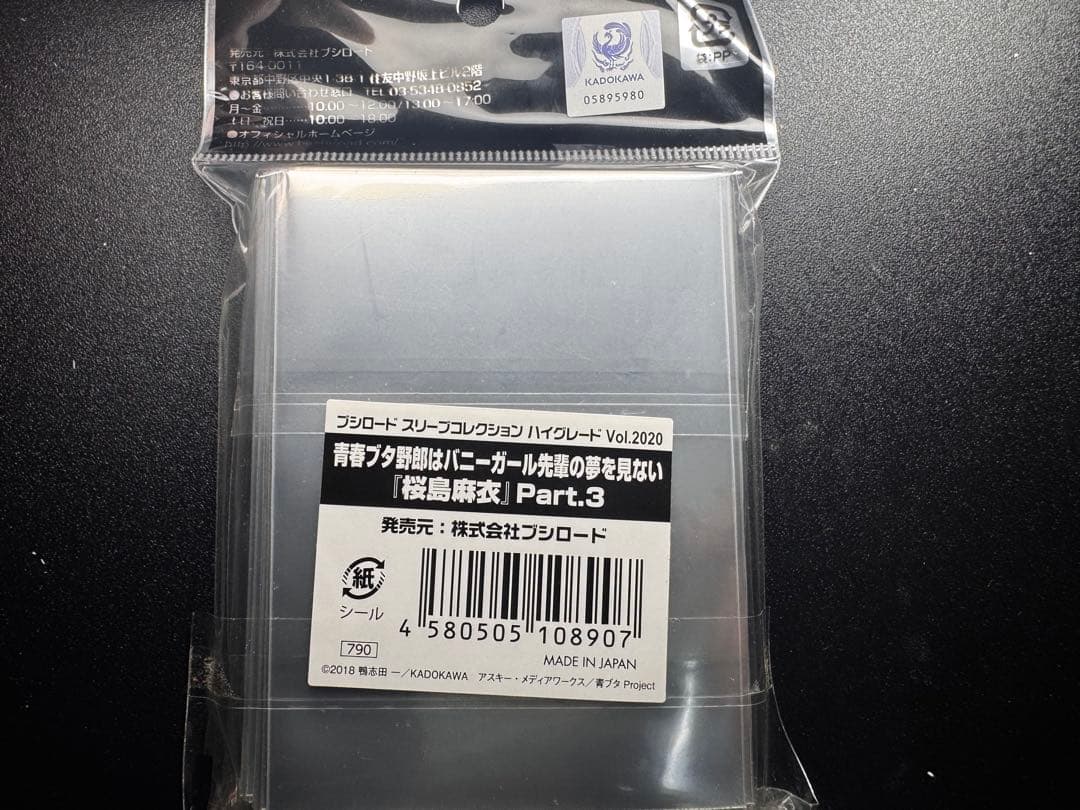 発売元 株式会社ブシロード
〒164-0011
東京都中野区中央1-38-1 住友中野坂上ビル2階
●お客様問い合わせ窓口 TEL 03-5348-0852
月〜金……10:00〜12:00/13:00〜17:00
土日、祝日……10:00〜18:00
●オフィシャルホームページ
KADOKAWA
05895980
袋:PP
ブシロード スリーブコレクション ハイグレード Vol.2020
青春ブタ野郎はバニーガール先輩の夢を見ない
『桜島麻衣』Part.3
発売元:株式会社ブシロード
紙
シール
4 580505 108907
790
MADE IN JAPAN
©2018 鴨志田 一/KADOKAWA アスキー・メディアワークス/青ブタ Project